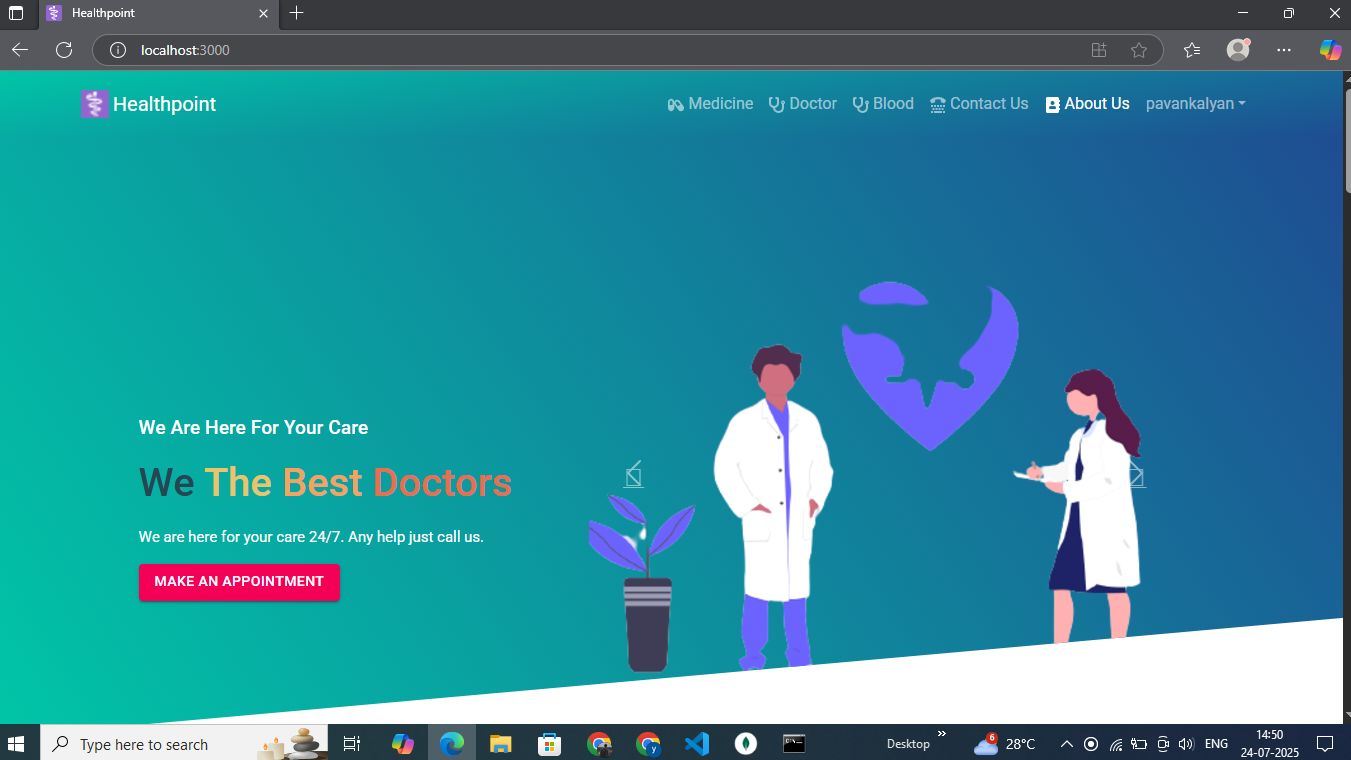 Healthpoint
localhost:3000
Healthpoint
Medicine Doctor Blood Contact Us About Us pavankalyan
We Are Here For Your Care
We The Best Doctors
We are here for your care 24/7. Any help just call us.
MAKE AN APPOINTMENT
Type here to search
Desktop
6
28°C
ENG
14:50
24-07-2025